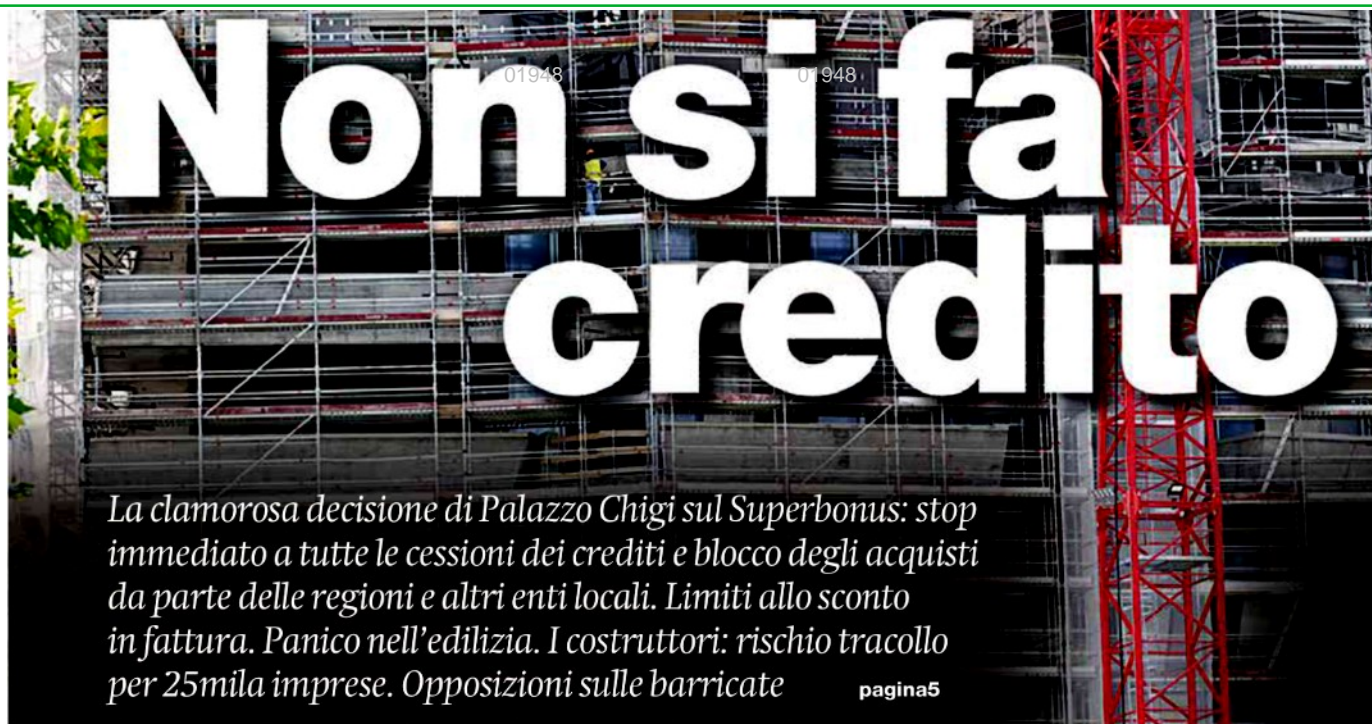 Non si fa
01948 01948
credito
La clamorosa decisione di Palazzo Chigi sul Superbonus: stop
immediato a tutte le cessioni dei crediti e blocco degli acquisti
da parte delle regioni e altri enti locali. Limiti allo sconto
in fattura. Panico nell’edilizia. I costruttori: rischio tracollo
per 25mila imprese. Opposizioni sulle barricate pagina5